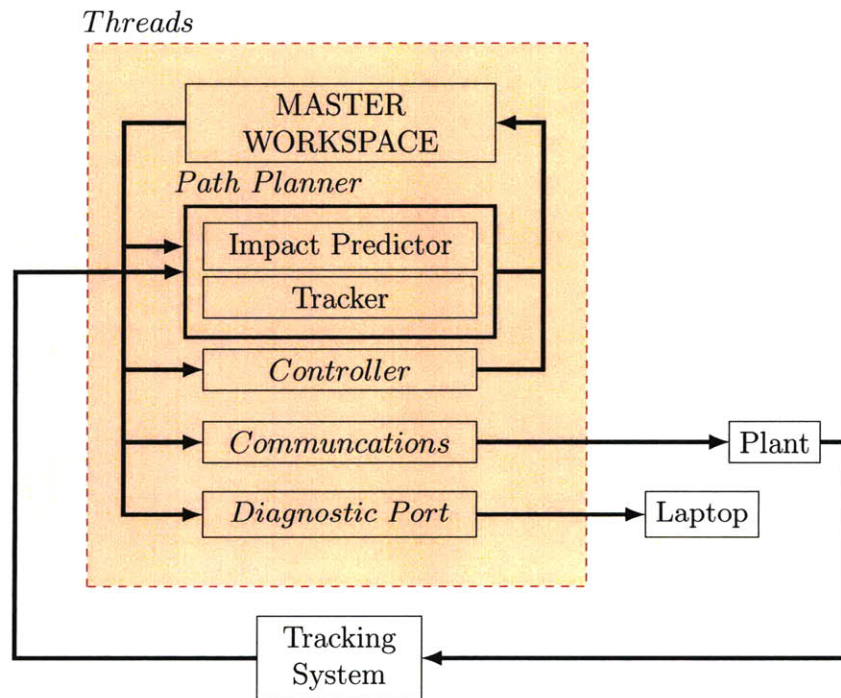 Threads
MASTER
WORKSPACE
Path Planner
Impact Predictor
Tracker
Controller
Communcations
Plant
Diagnostic Port
Laptop
Tracking
System